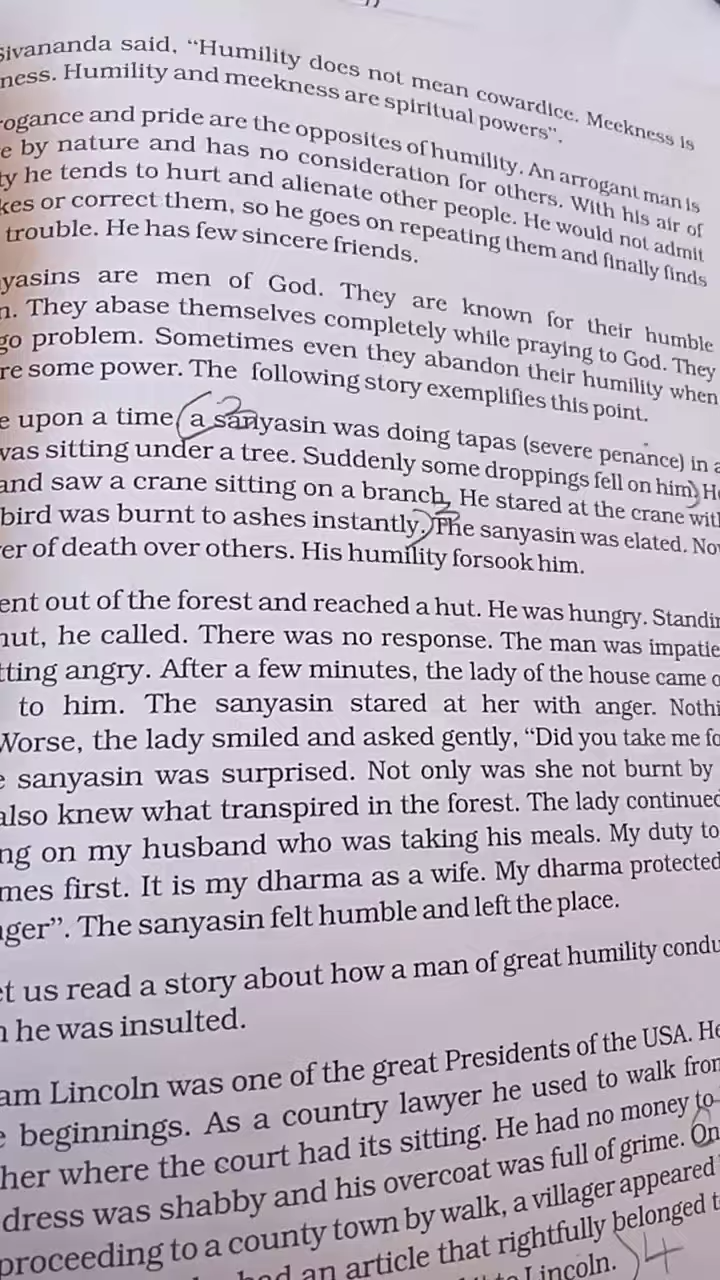 Sivananda said, "Humility does not mean cowardice. Meekness is
ness. Humility and meekness are spiritual powers".
rogance and pride are the opposites of humility. An arrogant man is
e by nature and has no consideration for others. With his air of
ty he tends to hurt and alienate other people. He would not admit
kes or correct them, so he goes on repeating them and finally finds
trouble. He has few sincere friends.
yasins are men of God. They are known for their humble
n. They abase themselves completely while praying to God. They
go problem. Sometimes even they abandon their humility when
re some power. The following story exemplifies this point.
e upon a time a sanyasin was doing tapas (severe penance) in a
was sitting under a tree. Suddenly some droppings fell on him. He
and saw a crane sitting on a branch. He stared at the crane with
bird was burnt to ashes instantly. The sanyasin was elated. Now
er of death over others. His humility forsook him.
ent out of the forest and reached a hut. He was hungry. Standin
hut, he called. There was no response. The man was impatie
tting angry. After a few minutes, the lady of the house came o
to him. The sanyasin stared at her with anger. Nothi
Worse, the lady smiled and asked gently, "Did you take me fo
e sanyasin was surprised. Not only was she not burnt by
also knew what transpired in the forest. The lady continued
ng on my husband who was taking his meals. My duty to
mes first. It is my dharma as a wife. My dharma protected
nger". The sanyasin felt humble and left the place.
et us read a story about how a man of great humility condu
n he was insulted.
am Lincoln was one of the great Presidents of the USA. He
e beginnings. As a country lawyer he used to walk from
her where the court had its sitting. He had no money to
dress was shabby and his overcoat was full of grime. On
proceeding to a county town by walk, a villager appeared
had an article that rightfully belonged t
to Lincoln. 4